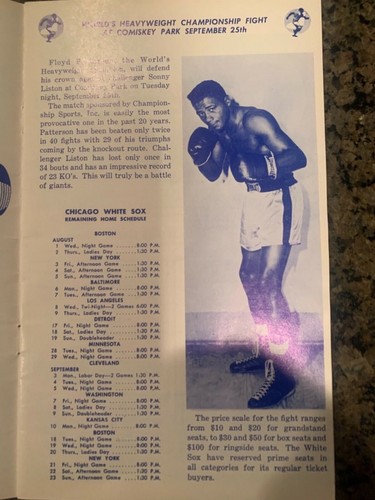 WORLD'S HEAVYWEIGHT CHAMPIONSHIP FIGHT
AT COMISKEY PARK SEPTEMBER 25th
Floyd the World's
Heavyweight will defend
his crown Challenger Sonny
Liston at Comiskey Park on Tuesday
night, September 25th.
The match sponsored by Champion-
ship Sports, Inc. is easily the most
provocative one in the past 20 years.
Patterson has been beaten only twice
in 40 fights with 29 of his triumphs
coming by the knockout route. Chal-
lenger Liston has lost only once in
34 bouts and has an impressive record
of 23 KO's. This will truly be a battle
of giants.
CHICAGO WHITE SOX
REMAINING HOME SCHEDULE
BOSTON
AUGUST
1 Wed., Night Game ...... 8:00 P.M.
2 Thurs., Ladies Day ..... 1:30 P.M.
NEW YORK
3 Fri., Afternoon Game ..... 1:30 P.M.
4 Sat., Afternoon Game .... 1:30 P.M.
5 Sun., Afternoon Game .... 1:30 P.M.
BALTIMORE
6 Mon., Night Game ....... 8:00 P.M.
7 Tues., Afternoon Game ... 1:30 P.M.
LOS ANGELES
8 Wed., Twi-Night—2 Games 6:00 P.M.
9 Thurs., Ladies Day ...... 1:30 P.M.
DETROIT
17 Fri., Night Game ....... 8:00 P.M.
18 Sat., Ladies Day ....... 1:30 P.M.
19 Sun., Doubleheader ..... 1:30 P.M.
MINNESOTA
28 Tues., Night Game ...... 8:00 P.M.
29 Wed., Night Game ....... 8:00 P.M.
CLEVELAND
SEPTEMBER
3 Mon., Labor Day—2 Games 1:30 P.M.
4 Tues., Night Game ....... 8:00 P.M.
5 Wed., Night Game ....... 8:00 P.M.
WASHINGTON
7 Fri., Night Game ........ 8:00 P.M.
8 Sat., Ladies Day ........ 1:30 P.M.
9 Sun., Doubleheader ...... 1:30 P.M.
KANSAS CITY
10 Mon., Night Game ....... 8:00 P.M.
BOSTON
18 Tues., Night Game ...... 8:00 P.M.
19 Wed., Night Game ....... 8:00 P.M.
20 Thu., Ladies Day ....... 1:30 P.M.
NEW YORK
21 Fri., Night Game ....... 8:00 P.M.
22 Sat., Afternoon Game .... 1:30 P.M.
23 Sun., Afternoon Game .... 1:30 P.M.
The price scale for the fight ranges
from $10 and $20 for grandstand
seats, to $30 and $50 for box seats and
$100 for ringside seats. The White
Sox have reserved prime seats in
all categories for its regular ticket
buyers.